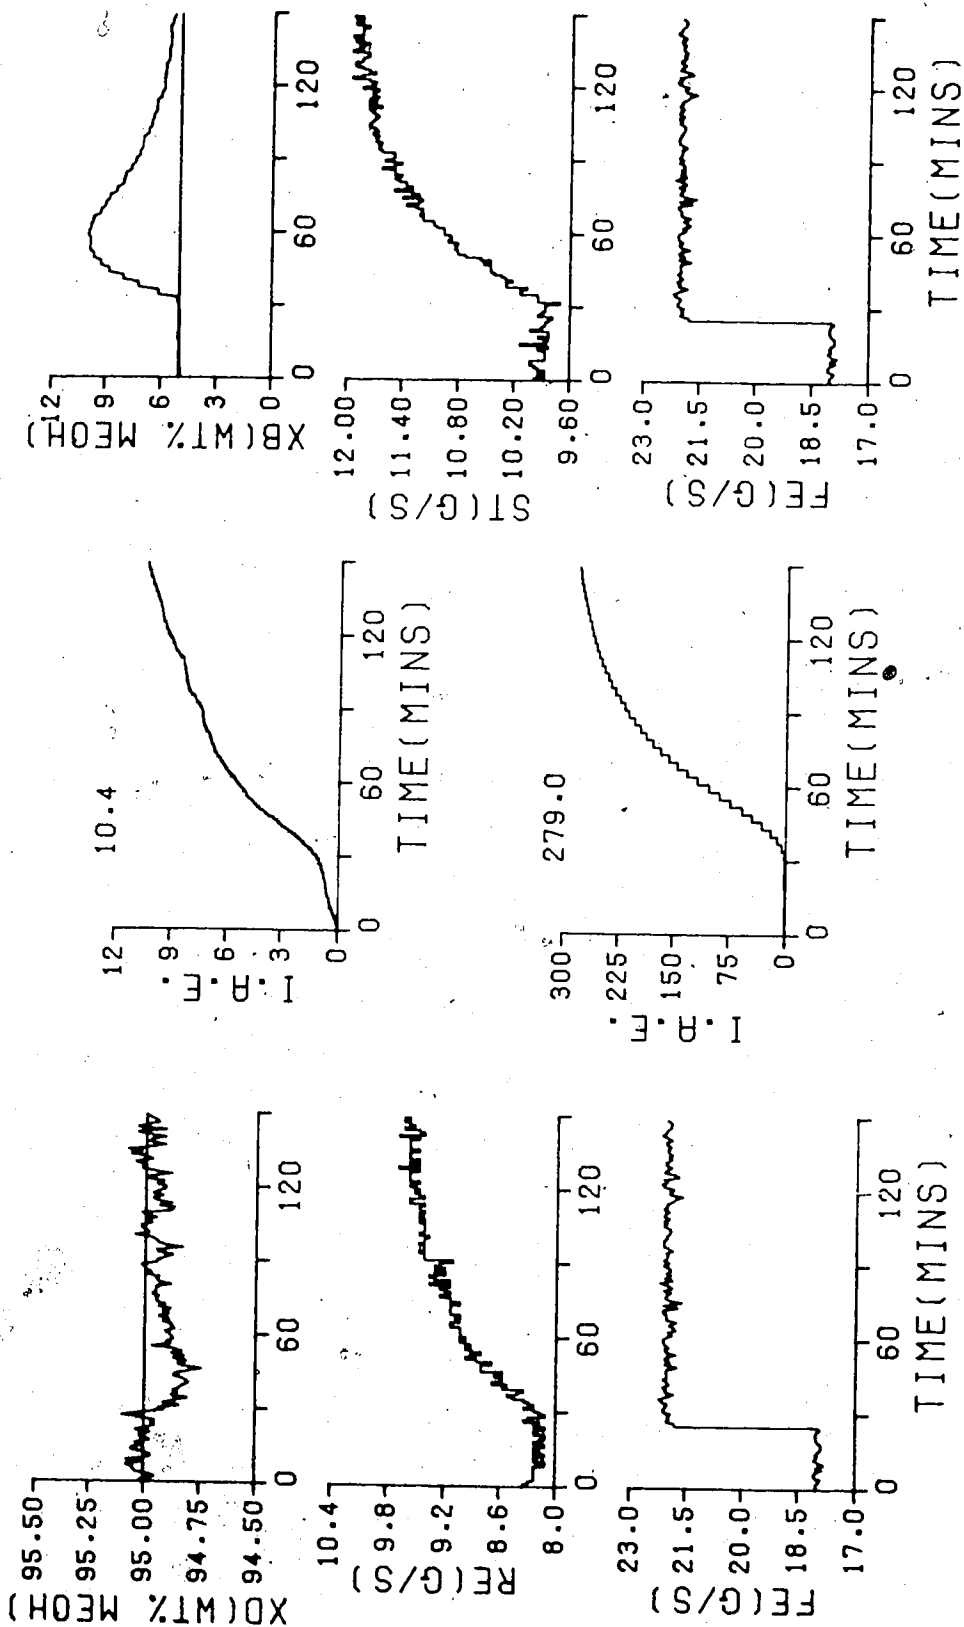 95.50
95.25
95.00
94.75
94.50
XD(WT% MEOH)
0 60 120
10.4
9.8
9.2
8.6
8.0
RE(G/S)
0 60 120
23.0
21.5
20.0
18.5
17.0
FE(G/S)
0 60 120
TIME(MINS)
10.4
12
9
6
3
0
I.A.E.
0 60 120
TIME(MINS)
279.0
300
225
150
75
0
I.A.E.
0 60 120
TIME(MINS)
12
9
6
3
0
XB(WT% MEOH)
0 60 120
12.00
11.40
10.80
10.20
9.60
ST(G/S)
0 60 120
23.0
21.5
20.0
18.5
17.0
FE(G/S)
0 60 120
TIME(MINS)